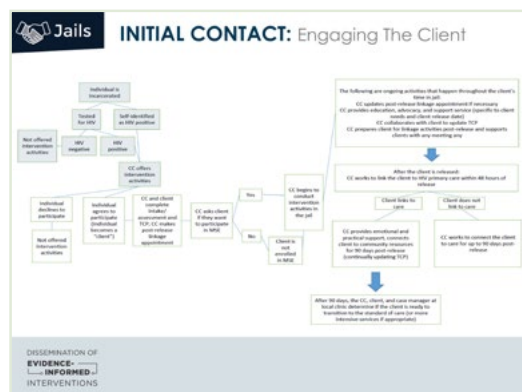 Jails
INITIAL CONTACT: Engaging The Client
Individual is
Incarcerated
Tested
for HIV
Self-identified
as HIV positive
Not offered
intervention
activities
HIV
negative
HIV
positive
CC offers
intervention
activities
Individual
declines to
participate
Individual
agrees to
participate
(individual
becomes a
"client")
CC and client
complete
intake/
assessment and
TCP; CC makes
post-release
linkage
appointment
Not offered
intervention
activities
CC ask client
if they want
to participate
in MSE
Yes
No
Client is
not
enrolled in
MSE
CC begins to
conduct
intervention
activities in
the jail
The following are ongoing activities that happen throughout the client's
time in jail:
CC updates post-release linkage appointment if necessary
CC provides education, advocacy, and support service (specific to client
needs and client release date)
CC collaborates with client to update TCP
CC prepares client for linkage activities post-release and supports
clients with any meeting any
After the client is released:
CC works to link the client to HIV primary care within 48 hours of
release
Client links to
care
Client does not
link to care
CC provides emotional and
practical support, connects
client to community resources
for 90 days post-release
(continually updating TCP)
CC works to connect the client
to care for up to 90 days post-
release
After 90 days, the CC, client, and case manager at
local clinic determine if the client is ready to
transition to the standard of care (or more
intensive services if appropriate)
DISSEMINATION OF
EVIDENCE-
INFORMED
INTERVENTIONS